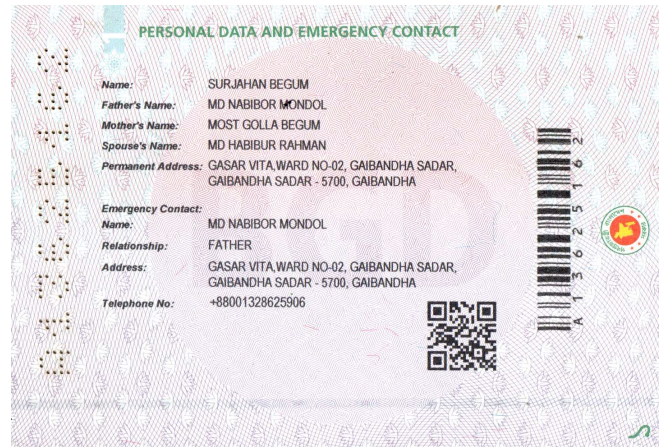 PERSONAL DATA AND EMERGENCY CONTACT
Name: SURJAHAN BEGUM
Father's Name: MD NABIBOR MONDOL
Mother's Name: MOST GOLLA BEGUM
Spouse's Name: MD HABIBUR RAHMAN
Permanent Address: GASAR VITA,WARD NO-02, GAIBANDHA SADAR,
GAIBANDHA SADAR - 5700, GAIBANDHA
Emergency Contact:
Name: MD NABIBOR MONDOL
Relationship: FATHER
Address: GASAR VITA,WARD NO-02, GAIBANDHA SADAR,
GAIBANDHA SADAR - 5700, GAIBANDHA
Telephone No: +88001328625906
A13625162
BGD